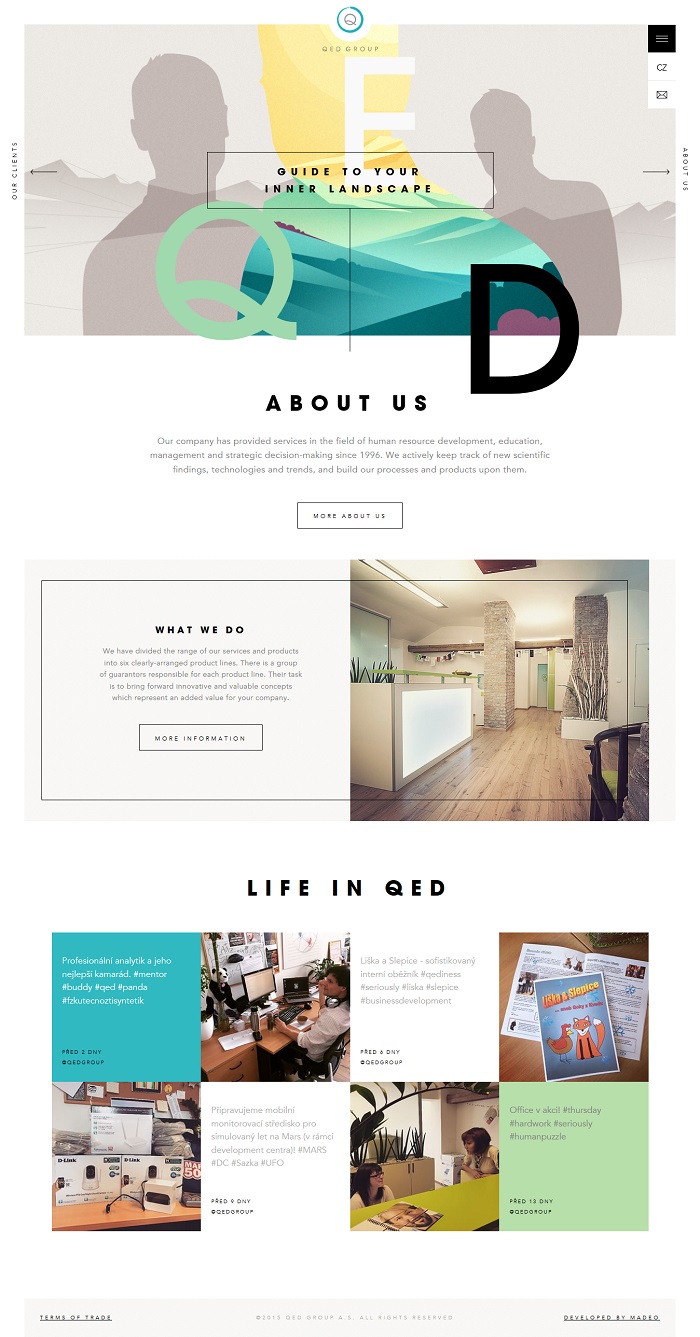 Q
QED GROUP
CZ
OUR CLIENTS
ABOUT US
E
GUIDE TO YOUR
INNER LANDSCAPE
Q
D
ABOUT US
Our company has provided services in the field of human resource development, education,
management and strategic decision-making since 1996. We actively keep track of new scientific
findings, technologies and trends, and build our processes and products upon them.
MORE ABOUT US
WHAT WE DO
We have divided the range of our services and products
into six clearly-arranged product lines. There is a group
of guarantors responsible for each product line. Their task
is to bring forward innovative and valuable concepts
which represent an added value for your company.
MORE INFORMATION
LIFE IN QED
Profesionální analytik a jeho
nejlepší kamarád. #mentor
#buddy #qed #panda
#fzkutecnoztisyntetik
PŘED 2 DNY
@QEDGROUP
Liška a Slepice - sofistikovaný
interní oběžník #qediness
#seriously #liska #slepice
#businessdevelopment
PŘED 6 DNY
@QEDGROUP
Liška & Slepice
D-Link
D-Link
MARS
500
Připravujeme mobilní
monitorovací středisko pro
simulovaný let na Mars (v rámci
development centra)! #MARS
#DC #Sazka #UFO
PŘED 9 DNY
@QEDGROUP
Office v akci! #thursday
#hardwork #seriously
#humanpuzzle
PŘED 13 DNY
@QEDGROUP
TERMS OF TRADE
©2015 QED GROUP A.S. ALL RIGHTS RESERVED
DEVELOPED BY MADEO